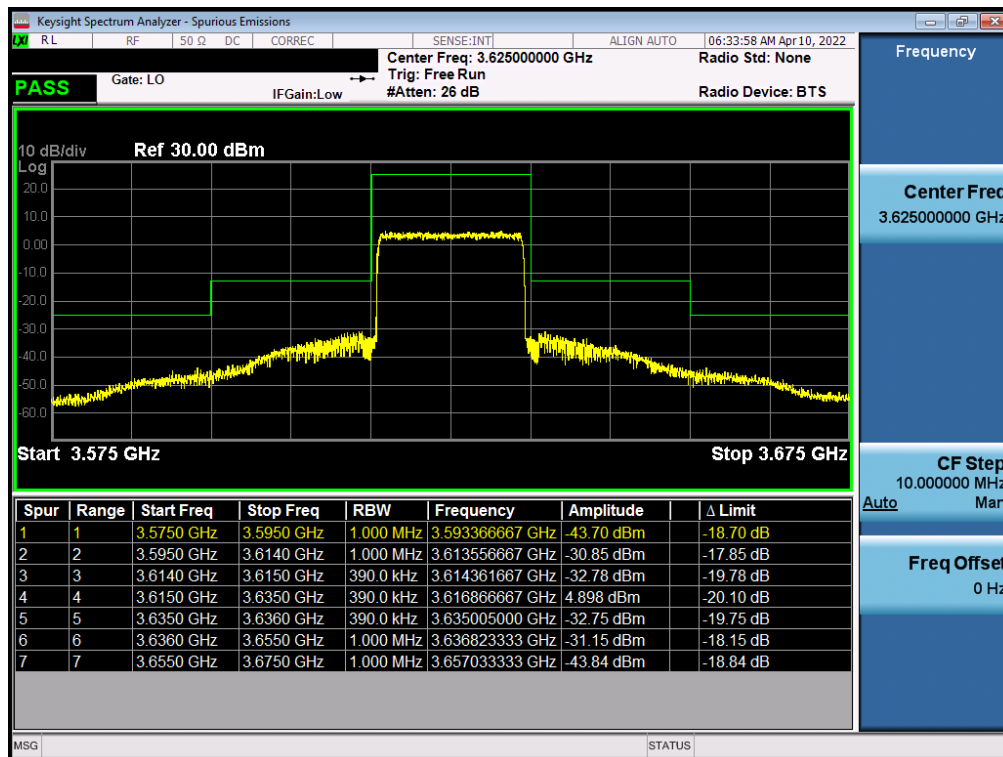 Keysight Spectrum Analyzer - Spurious Emissions
LXI RL RF 50 Ω DC CORREC SENSE:INT ALIGN AUTO 06:33:58 AM Apr 10, 2022
Center Freq: 3.625000000 GHz Radio Std: None
PASS Gate: LO Trig: Free Run
IFGain:Low #Atten: 26 dB Radio Device: BTS
10 dB/div Ref 30.00 dBm
Log
20.0
10.0
0.00
-10.0
-20.0
-30.0
-40.0
-50.0
-60.0
Start 3.575 GHz Stop 3.675 GHz
Spur Range Start Freq Stop Freq RBW Frequency Amplitude Δ Limit
1 1 3.5750 GHz 3.5950 GHz 1.000 MHz 3.593366667 GHz -43.70 dBm -18.70 dB
2 2 3.5950 GHz 3.6140 GHz 1.000 MHz 3.613556667 GHz -30.85 dBm -17.85 dB
3 3 3.6140 GHz 3.6150 GHz 390.0 kHz 3.614361667 GHz -32.78 dBm -19.78 dB
4 4 3.6150 GHz 3.6350 GHz 390.0 kHz 3.616866667 GHz 4.898 dBm -20.10 dB
5 5 3.6350 GHz 3.6360 GHz 390.0 kHz 3.635005000 GHz -32.75 dBm -19.75 dB
6 6 3.6360 GHz 3.6550 GHz 1.000 MHz 3.636823333 GHz -31.15 dBm -18.15 dB
7 7 3.6550 GHz 3.6750 GHz 1.000 MHz 3.657033333 GHz -43.84 dBm -18.84 dB
MSG STATUS
Frequency
Center Freq
3.625000000 GHz
CF Step
10.000000 MHz
Auto Man
Freq Offset
0 Hz